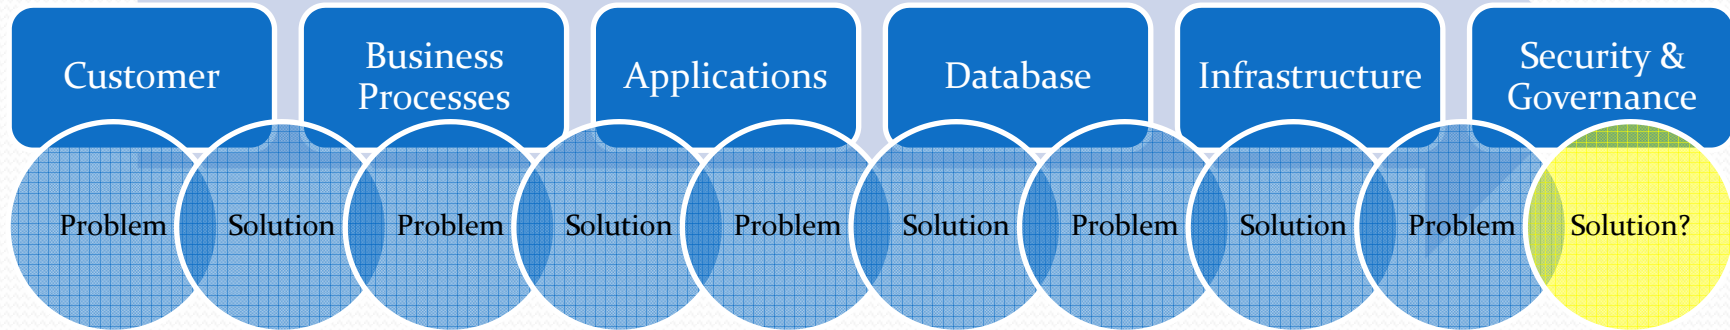 Customer
Business
Processes
Applications
Database
Infrastructure
Security &
Governance
Problem
Solution
Problem
Solution
Problem
Solution
Problem
Solution
Problem
Solution?